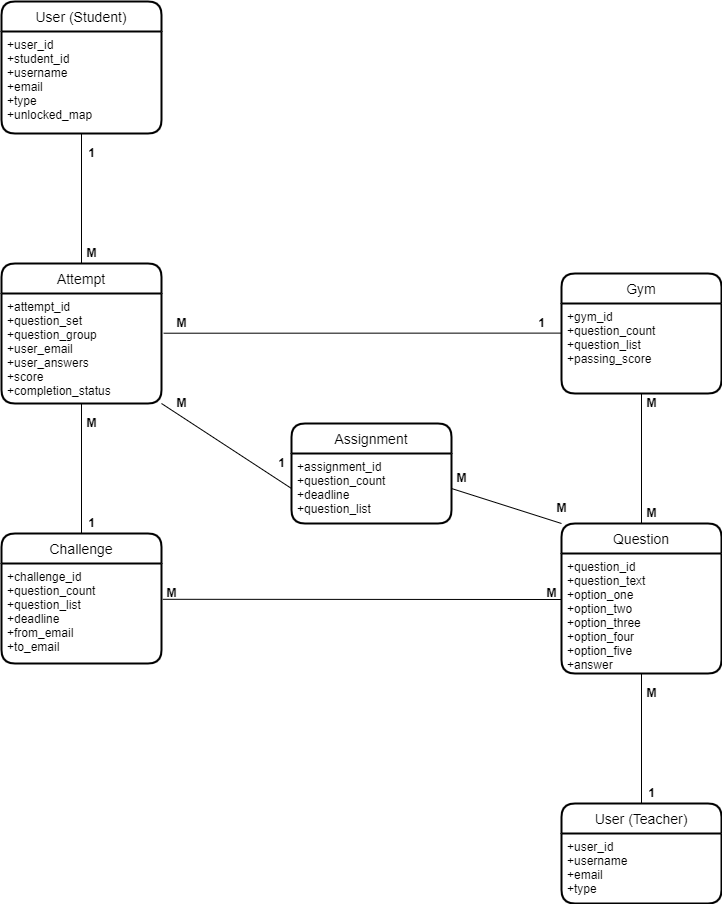 User (Student)
+user_id
+student_id
+username
+email
+type
+unlocked_map
1
M
Attempt
+attempt_id
+question_set
+question_group
+user_email
+user_answers
+score
+completion_status
M
1
Gym
+gym_id
+question_count
+question_list
+passing_score
M
1
M
M
Assignment
+assignment_id
+question_count
+deadline
+question_list
M
M
M
1
Challenge
+challenge_id
+question_count
+question_list
+deadline
+from_email
+to_email
M
M
Question
+question_id
+question_text
+option_one
+option_two
+option_three
+option_four
+option_five
+answer
M
1
User (Teacher)
+user_id
+username
+email
+type